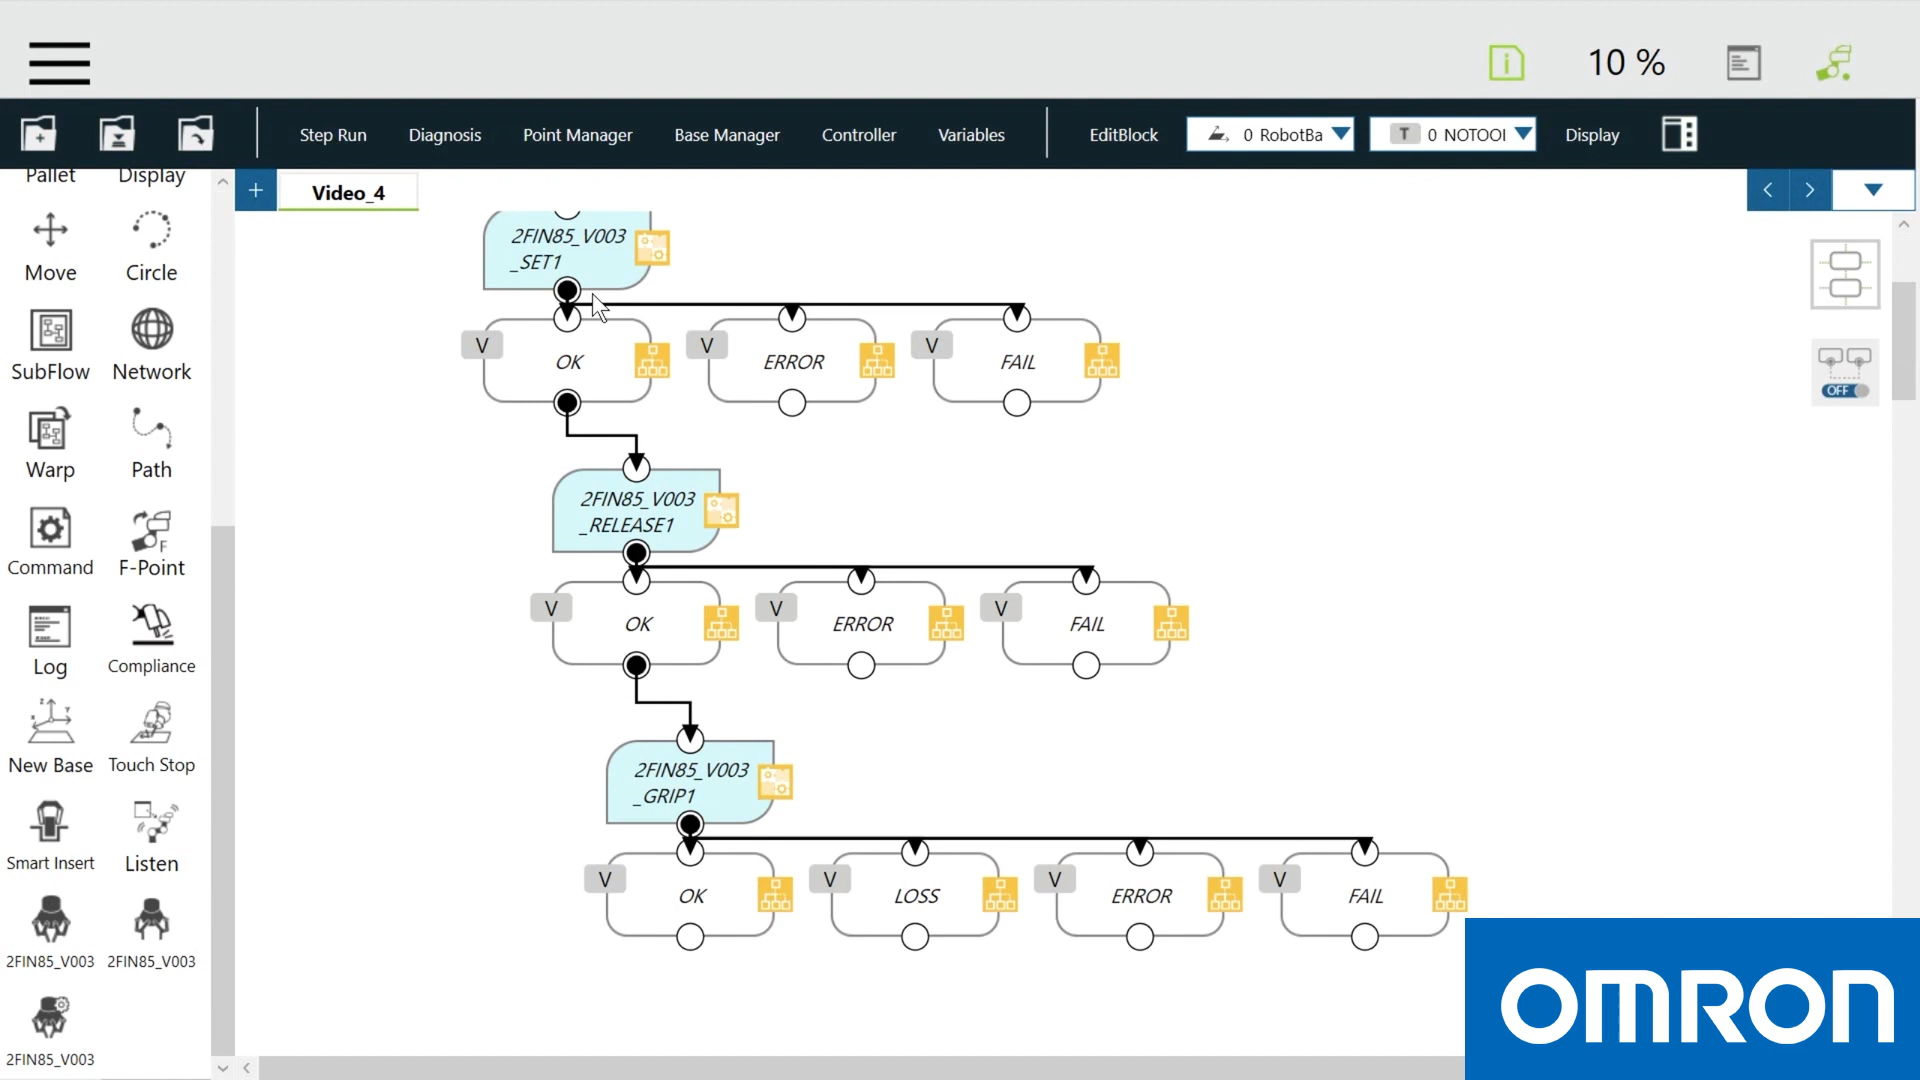 10 %
Step Run
Diagnosis
Point Manager
Base Manager
Controller
Variables
EditBlock
0 RobotBa
T 0 NOTOOI
Display
Pallet
Display
Move
Circle
SubFlow
Network
Warp
Path
Command
F-Point
Log
Compliance
New Base
Touch Stop
Smart Insert
Listen
2FIN85_V003
2FIN85_V003
2FIN85_V003
+
Video_4
2FIN85_V003
_SET1
V
OK
V
ERROR
V
FAIL
2FIN85_V003
_RELEASE1
V
OK
V
ERROR
V
FAIL
2FIN85_V003
_GRIP1
V
OK
V
LOSS
V
ERROR
V
FAIL
OFF
OMRON